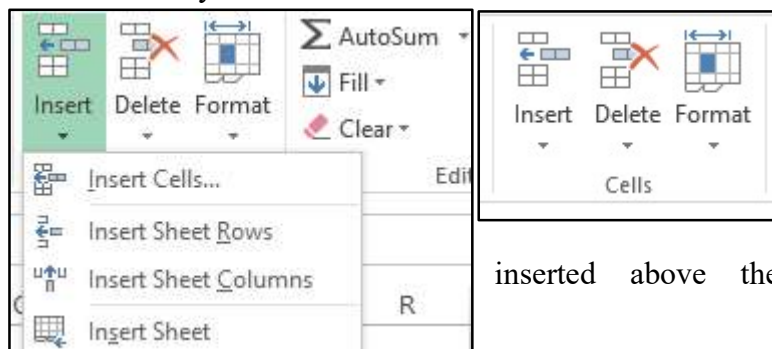 AutoSum
Insert Delete Format
Fill
Clear
Insert Cells...
Insert Sheet Rows
Insert Sheet Columns
R
Insert Sheet
Insert Delete Format
Cells
inserted above the